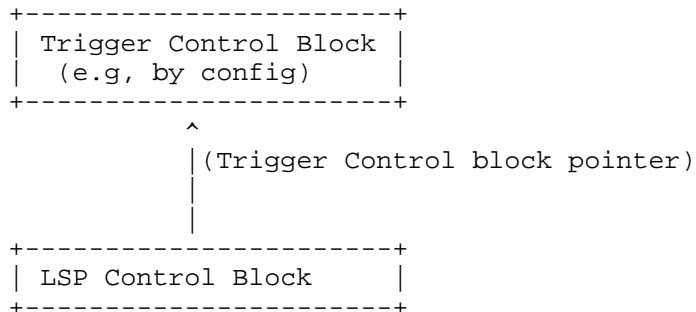 +-----------------------+
| Trigger Control Block |
|  (e.g, by config)     |
+-----------------------+
          ^
          |(Trigger Control block pointer)
          |
          |
+-----------------------+
| LSP Control Block     |
+-----------------------+